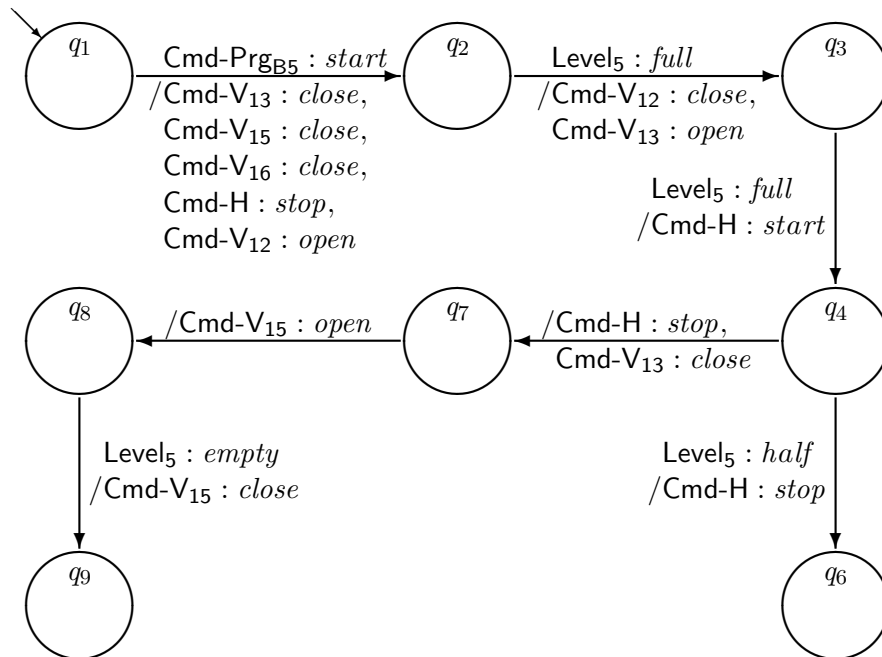 q₁
Cmd-Prg_B5 : start
/Cmd-V₁₃ : close,
Cmd-V₁₅ : close,
Cmd-V₁₆ : close,
Cmd-H : stop,
Cmd-V₁₂ : open
q₂
Level₅ : full
/Cmd-V₁₂ : close,
Cmd-V₁₃ : open
q₃
Level₅ : full
/Cmd-H : start
q₈
/Cmd-V₁₅ : open
q₇
/Cmd-H : stop,
Cmd-V₁₃ : close
q₄
Level₅ : empty
/Cmd-V₁₅ : close
Level₅ : half
/Cmd-H : stop
q₉
q₆